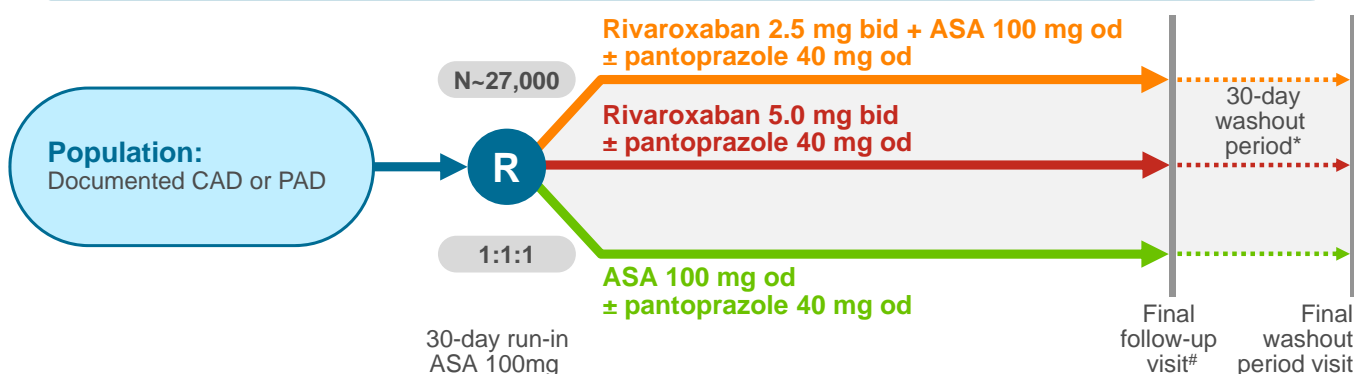 Rivaroxaban 2.5 mg bid + ASA 100 mg od
± pantoprazole 40 mg od
N~27,000
Rivaroxaban 5.0 mg bid
± pantoprazole 40 mg od
30-day
washout
period*
Population:
Documented CAD or PAD
R
1:1:1
ASA 100 mg od
± pantoprazole 40 mg od
30-day run-in
ASA 100mg
Final
follow-up
visit#
Final
washout
period visit